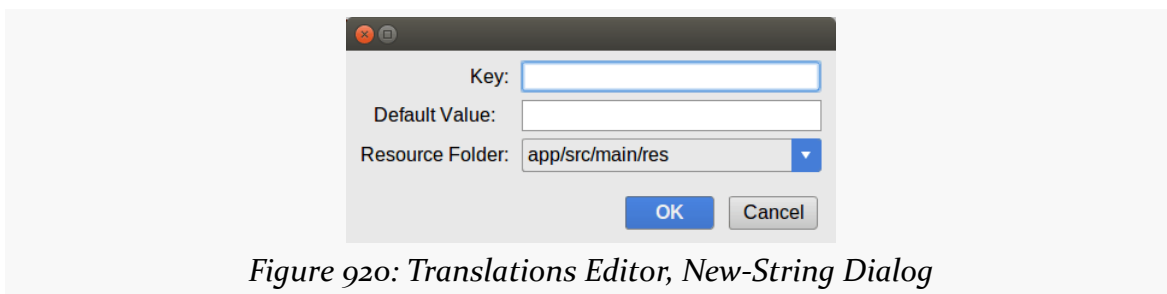 Key:
Default Value:
Resource Folder: app/src/main/res
OK Cancel
Figure 920: Translations Editor, New-String Dialog